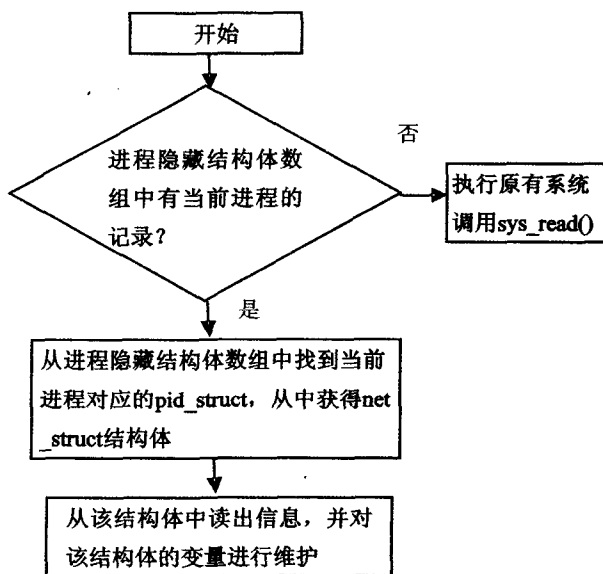 开始
进程隐藏结构体数
组中有当前进程的
记录？
否
执行原有系统
调用sys_read()
是
从进程隐藏结构体数组中找到当前
进程对应的pid_struct，从中获得net
_struct结构体
从该结构体中读出信息，并对
该结构体的变量进行维护